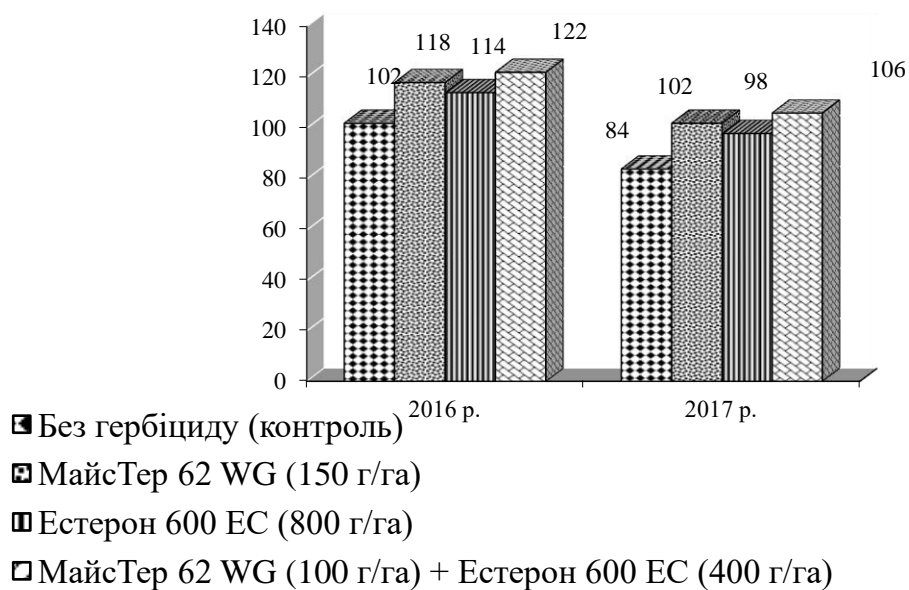 140
120
100
80
60
40
20
0
102
118
114
122
84
102
98
106
2016 р.
2017 р.
Без гербіциду (контроль)
МайсТер 62 WG (150 г/га)
Естерон 600 ЕС (800 г/га)
МайсТер 62 WG (100 г/га) + Естерон 600 ЕС (400 г/га)